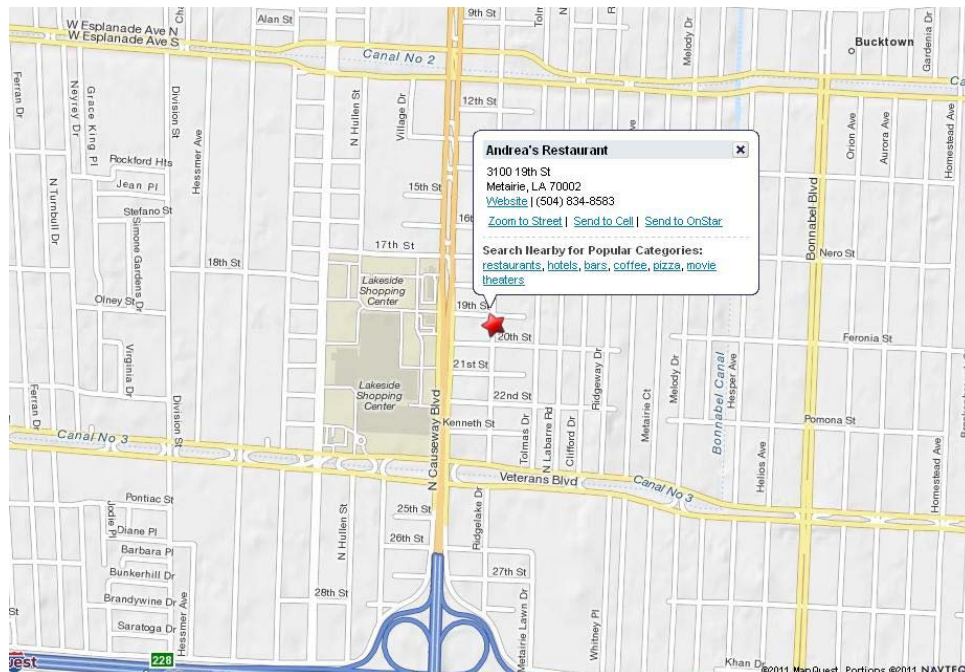 9th St
Alan St
W Esplanade Ave N
W Esplanade Ave S
Canal No 2
Melody Dr
Gardenia Dr
Bucktown
Ferran Dr
Neyrey Dr
Grace King Pl
Division St
Hessmer Ave
N Hullen St
Village Dr
12th St
Orion Ave
Aurora Ave
Homestead Ave
Rockford Hts
Jean Pl
Stefano St
Simone Gardens Dr
N Turnbull Dr
15th St
17th St
18th St
Andrea's Restaurant
3100 19th St
Metairie, LA 70002
Website | (504) 834-8583
Zoom to Street | Send to Cell | Send to OnStar
Search Nearby for Popular Categories:
restaurants, hotels, bars, coffee, pizza, movie
theaters
Bonnabel Blvd
Nero St
Lakeside
Shopping
Center
Olney St
19th St
20th St
Feronia St
Virginia Dr
21st St
Ridgeway Dr
Melody Dr
Bonnabel Canal
Hesper Ave
Lakeside
Shopping
Center
22nd St
Metairie Ct
Ferran Dr
Division St
N Causeway Blvd
Kenneth St
Tolmas Dr
N Labarre Rd
Clifford Dr
Pomona St
Canal No 3
Veterans Blvd
Canal No 3
Helios Ave
Homestead Ave
Pontiac St
Jodie Pl
Diane Pl
Barbara Pl
Bunkerhill Dr
Brandywine Dr
Saratoga Dr
Hessmer Ave
N Hullen St
25th St
26th St
Ridgelake Dr
27th St
28th St
Metairie Lawn Dr
Whitney Pl
Khan Dr
228
©2011 MapQuest, Portions ©2011 NAVTEQ